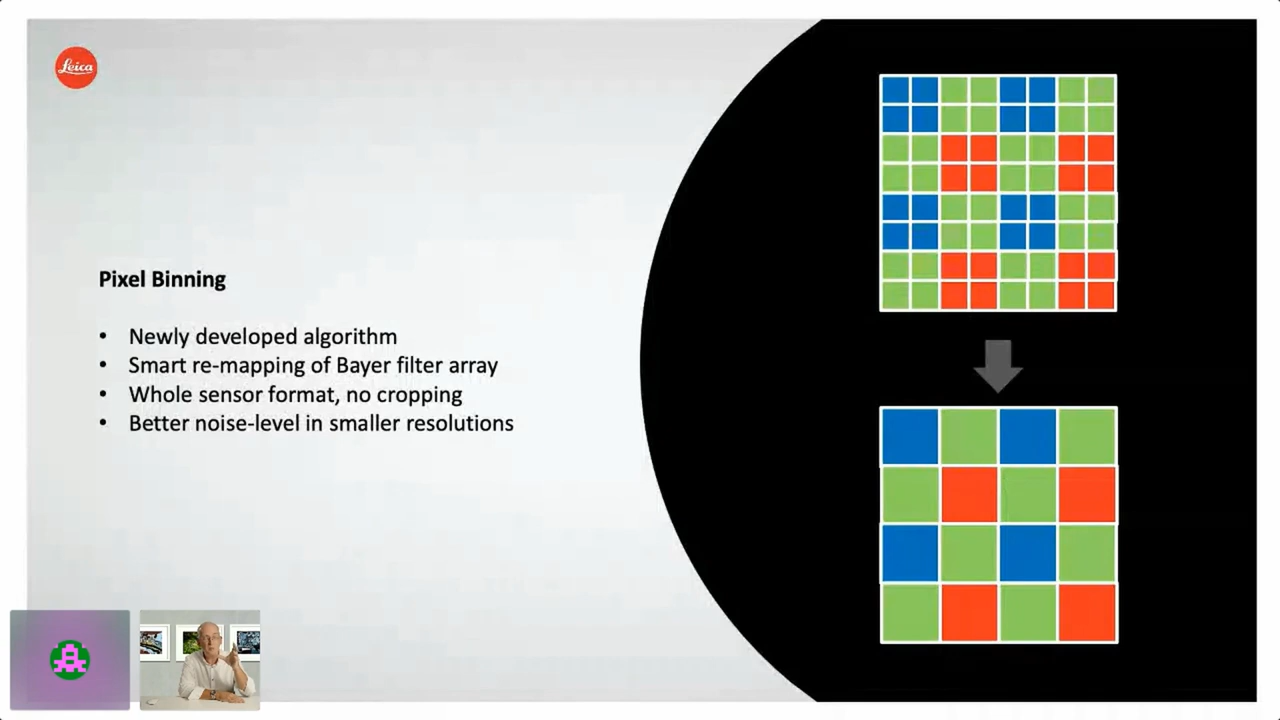 Leica
Pixel Binning
• Newly developed algorithm
• Smart re-mapping of Bayer filter array
• Whole sensor format, no cropping
• Better noise-level in smaller resolutions